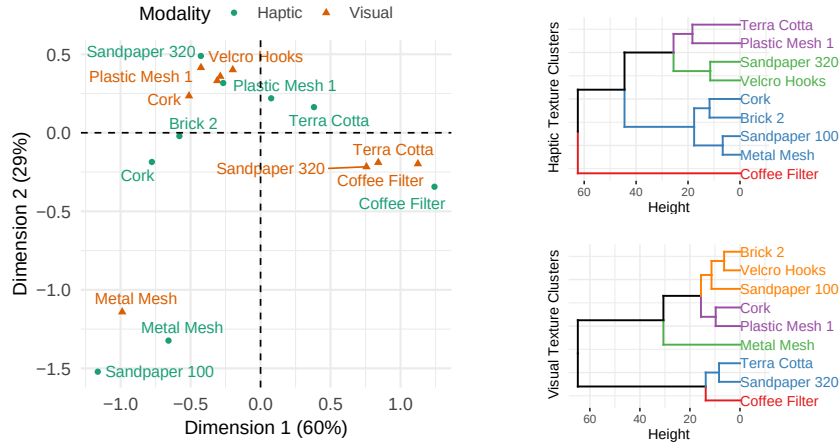 Modality Haptic Visual
Dimension 2 (29%)
0.5
0.0
−0.5
−1.0
−1.5
Sandpaper 320
Velcro Hooks
Plastic Mesh 1
Plastic Mesh 1
Cork
Terra Cotta
Brick 2
Cork
Terra Cotta
Sandpaper 320
Coffee Filter
Coffee Filter
Metal Mesh
Metal Mesh
Sandpaper 100
−1.0 −0.5 0.0 0.5 1.0
Dimension 1 (60%)
Haptic Texture Clusters
Terra Cotta
Plastic Mesh 1
Sandpaper 320
Velcro Hooks
Cork
Brick 2
Sandpaper 100
Metal Mesh
Coffee Filter
60 40 20 0
Height
Visual Texture Clusters
Brick 2
Velcro Hooks
Sandpaper 100
Cork
Plastic Mesh 1
Metal Mesh
Terra Cotta
Sandpaper 320
Coffee Filter
60 40 20 0
Height